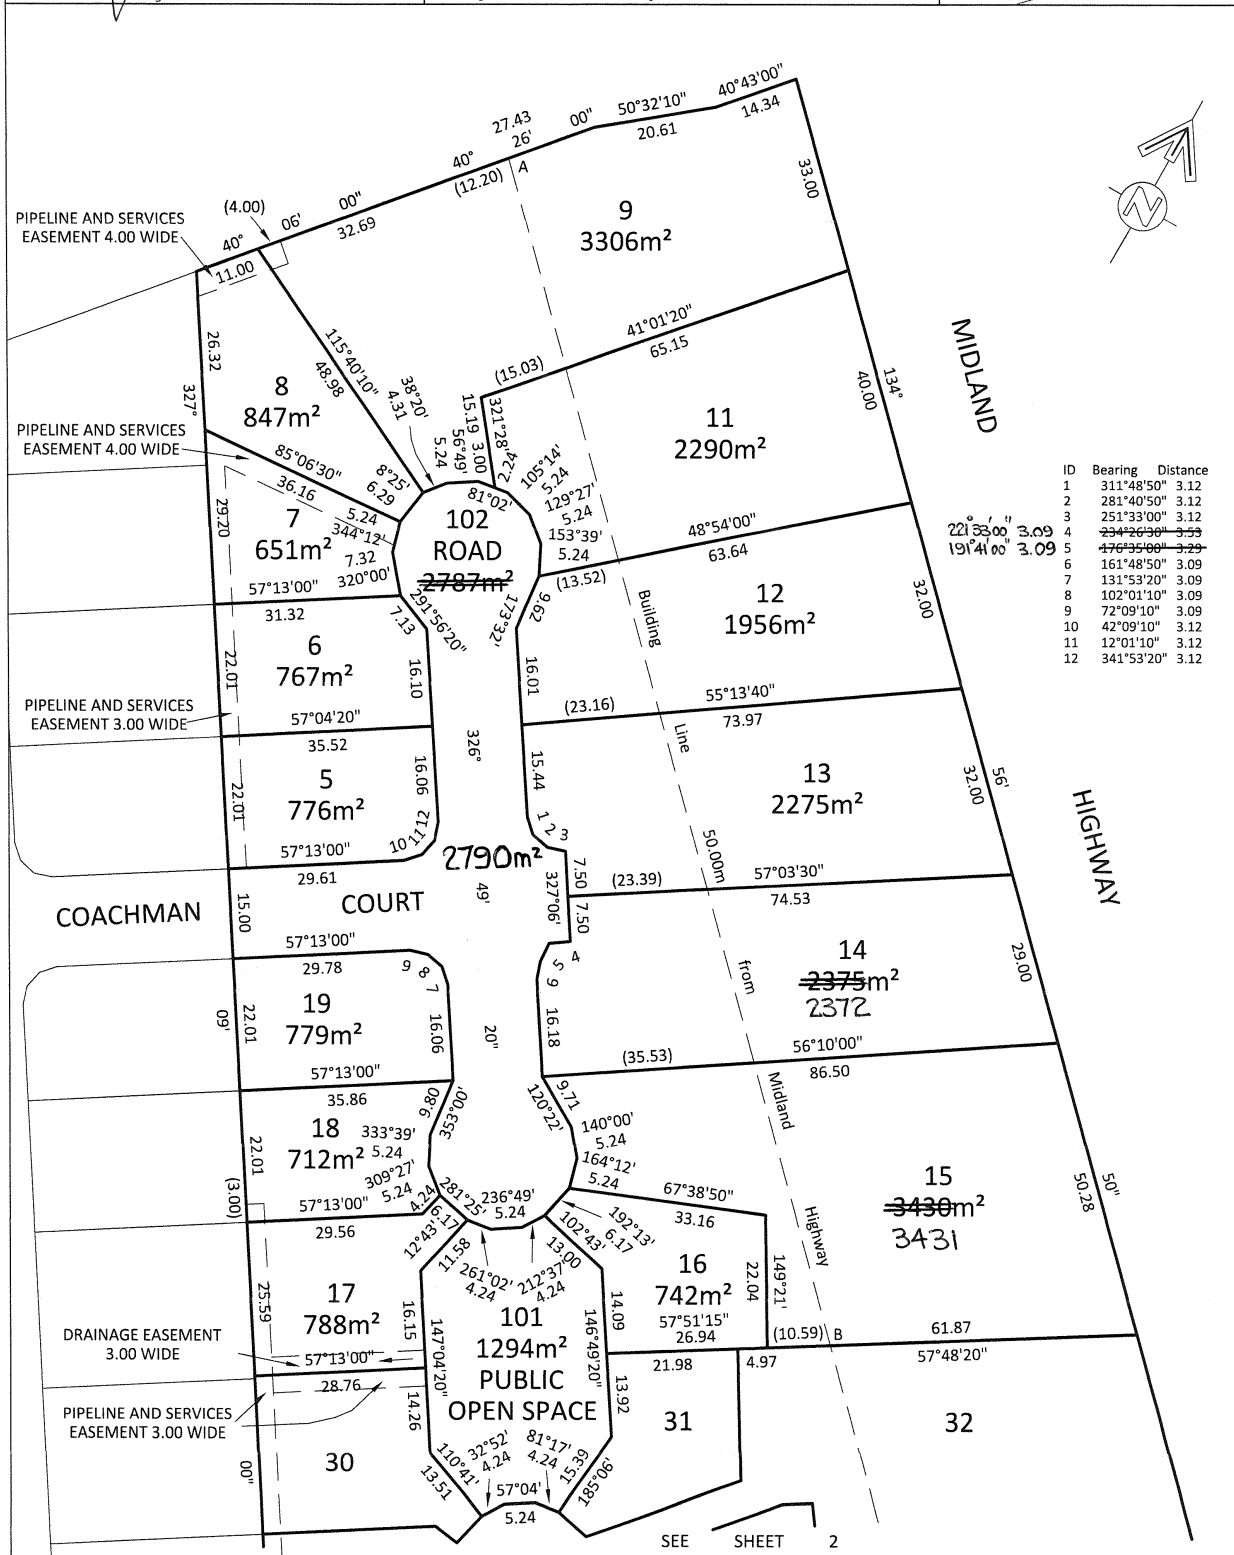 40°43'00"
14.34
50°32'10"
20.61
27.43
40° 26' 00"
(12.20)
A
33.00
(4.00)
40° 06' 00"
32.69
11.00
PIPELINE AND SERVICES
EASEMENT 4.00 WIDE
9
3306m²
N
26.32
327°
115°40'10"
48.98
8
847m²
38°20'
4.31
(15.03)
41°01'20"
65.15
MIDLAND
134°
40.00
11
2290m²
PIPELINE AND SERVICES
EASEMENT 4.00 WIDE
85°06'30"
36.16
8°25'
6.29
5.24
56°49'
15.19
3.00
321°28'
2.24
105°14'
5.24
129°27'
5.24
153°39'
5.24
81°02'
29.20
7
651m²
5.24
344°12'
7.32
320°00'
102
ROAD
2787m²
48°54'00"
63.64
(13.52)
ID Bearing Distance
1 311°48'50" 3.12
2 281°40'50" 3.12
3 251°33'00" 3.12
221°33'00" 3.09 4 234°26'30" 3.53
191°41'00" 3.09 5 176°35'00" 3.29
6 161°48'50" 3.09
7 131°53'20" 3.09
8 102°01'10" 3.09
9 72°09'10" 3.09
10 42°09'10" 3.12
11 12°01'10" 3.12
12 341°53'20" 3.12
57°13'00"
31.32
7.13
291°56'20"
173°32'
9.62
Building
12
1956m²
32.00
6
767m²
22.01
16.10
16.01
PIPELINE AND SERVICES
EASEMENT 3.00 WIDE
57°04'20"
35.52
326°
(23.16)
55°13'40"
73.97
Line
5
776m²
22.01
16.06
15.44
13
2275m²
32.00
56'
57°13'00"
29.61
10 11 12
1 2 3
2790m²
7.50
50.00m
HIGHWAY
(23.39)
57°03'30"
74.53
327°06'
7.50
COACHMAN
15.00
COURT
49'
57°13'00"
29.78
9 8 7
9 5 4
14
2375m²
2372
from
29.00
19
779m²
09'
22.01
16.06
20"
16.18
(35.53)
56°10'00"
86.50
57°13'00"
35.86
9.80
353°00'
120°22'
9.71
Midland
18
712m²
22.01
333°39'
5.24
309°27'
5.24
140°00'
5.24
164°12'
5.24
15
3430m²
3431
50"
50.28
(3.00)
57°13'00"
29.56
4.24
281°25'
6.17
236°49'
5.24
67°38'50"
33.16
192°13'
6.17
102°43'
13.00
12°43'
11.58
261°02'
4.24
212°37'
4.24
Highway
16
742m²
22.04
149°21'
57°51'15"
26.94
25.59
17
788m²
16.15
147°04'20"
101
1294m²
PUBLIC
OPEN SPACE
14.09
146°49'20"
DRAINAGE EASEMENT
3.00 WIDE
57°13'00"
28.76
(10.59)
B
61.87
57°48'20"
21.98
4.97
13.92
PIPELINE AND SERVICES
EASEMENT 3.00 WIDE
14.26
31
32
30
00"
110°41'
13.51
32°52'
4.24
81°17'
4.24
15.39
185°06'
57°04'
5.24
SEE SHEET 2